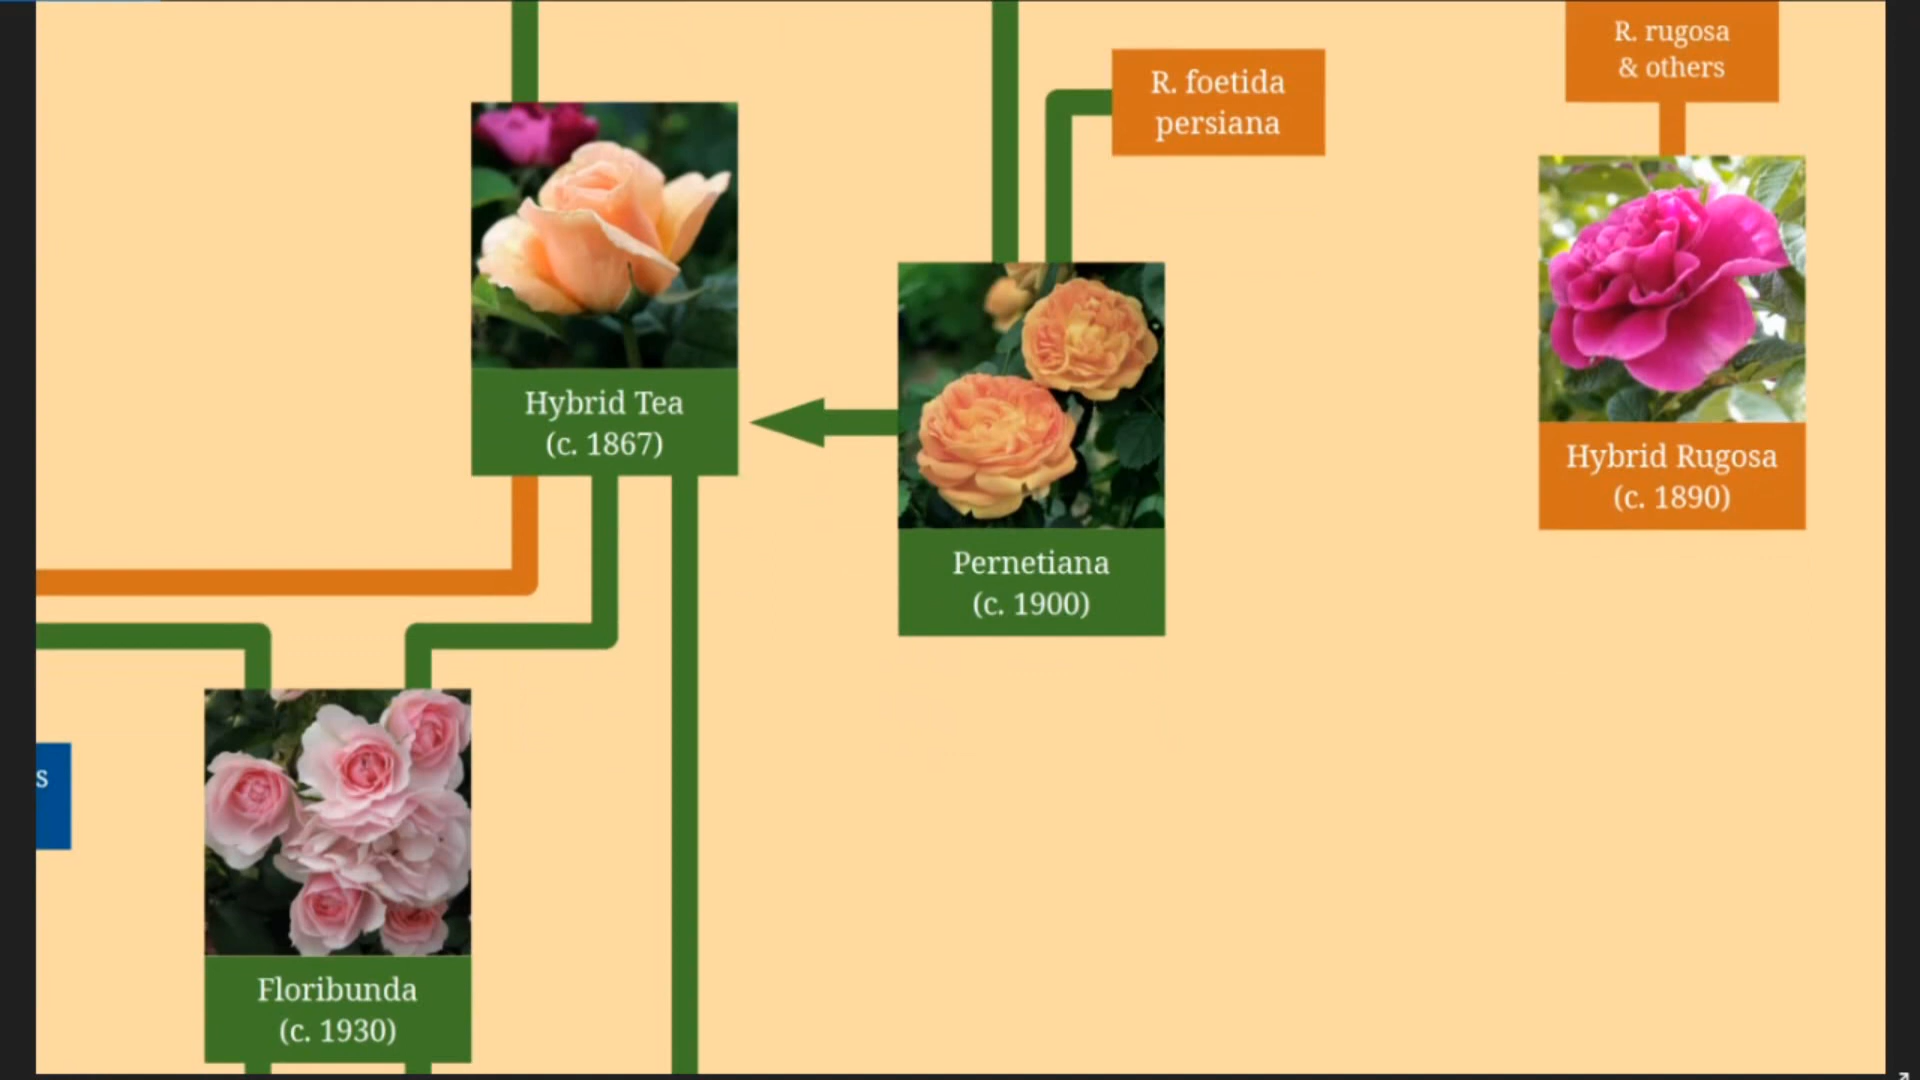 R. rugosa
& others
R. foetida
persiana
Hybrid Tea
(c. 1867)
Hybrid Rugosa
(c. 1890)
Pernetiana
(c. 1900)
s
Floribunda
(c. 1930)